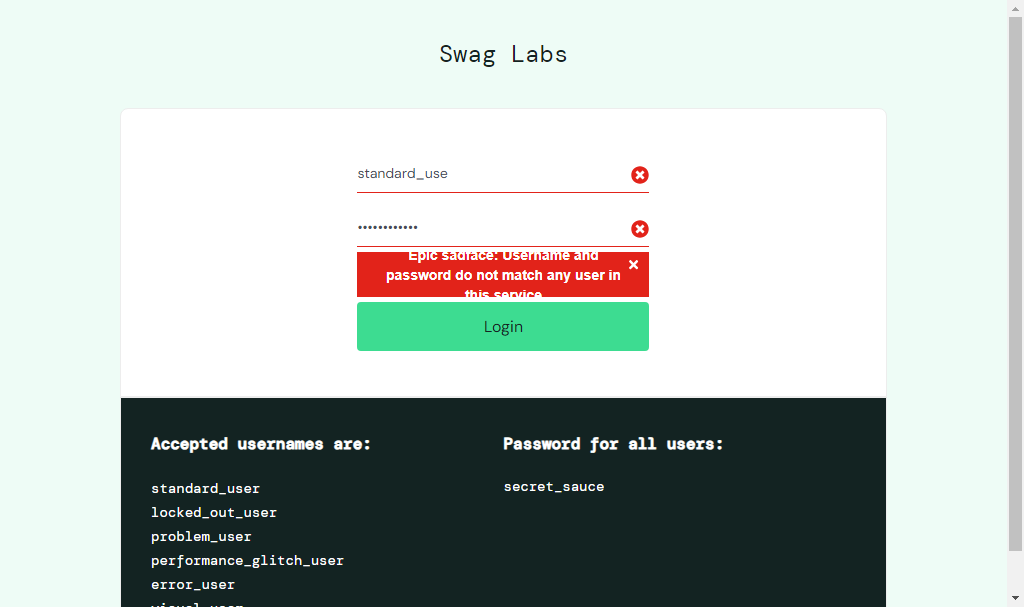 Swag Labs
standard_use
••••••••••••
Epic sadface: Username and
password do not match any user in
this service
Login
Accepted usernames are:
standard_user
locked_out_user
problem_user
performance_glitch_user
error_user
visual_user
Password for all users:
secret_sauce